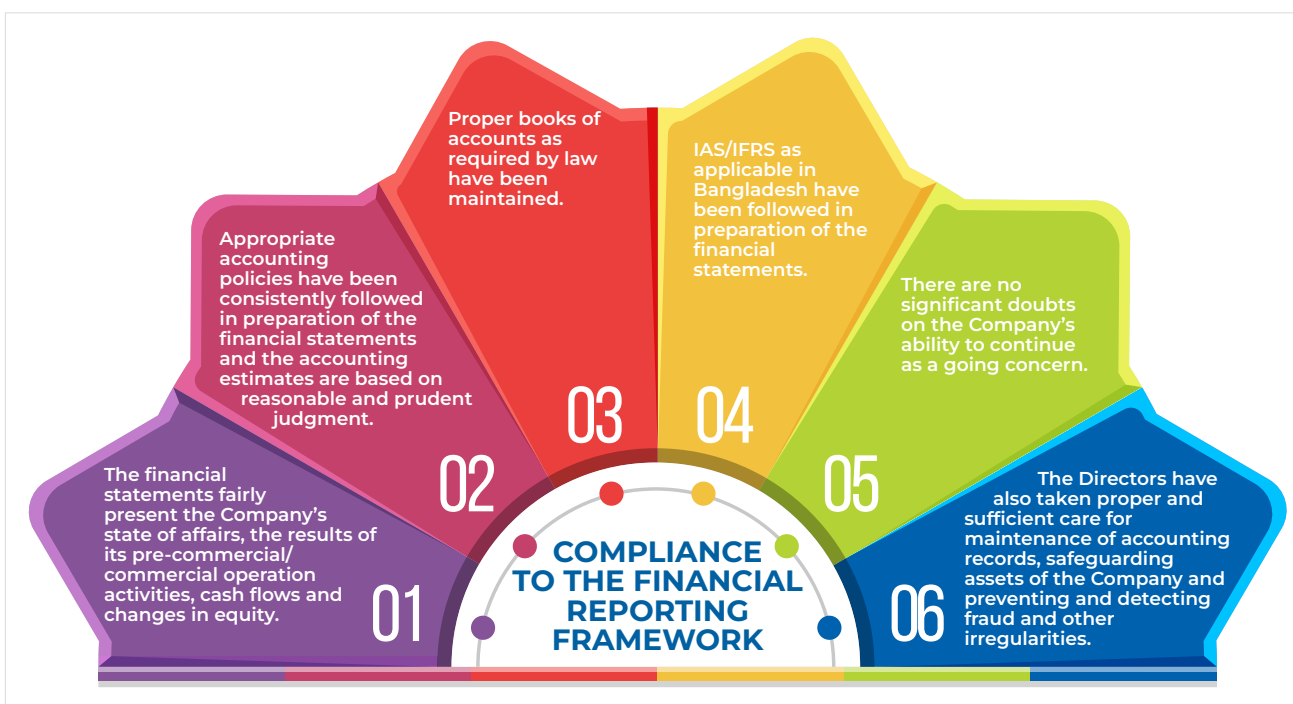 The financial
statements fairly
present the Company's
state of affairs, the results of
its pre-commercial/
commercial operation
activities, cash flows and
changes in equity.
01
Appropriate
accounting
policies have been
consistently followed
in preparation of the
financial statements
and the accounting
estimates are based on
reasonable and prudent
judgment.
02
Proper books of
accounts as
required by law
have been
maintained.
03
IAS/IFRS as
applicable in
Bangladesh have
been followed in
preparation of the
financial
statements.
04
There are no
significant doubts
on the Company's
ability to continue
as a going concern.
05
The Directors have
also taken proper and
sufficient care for
maintenance of accounting
records, safeguarding
assets of the Company and
preventing and detecting
fraud and other
irregularities.
06
COMPLIANCE
TO THE FINANCIAL
REPORTING
FRAMEWORK